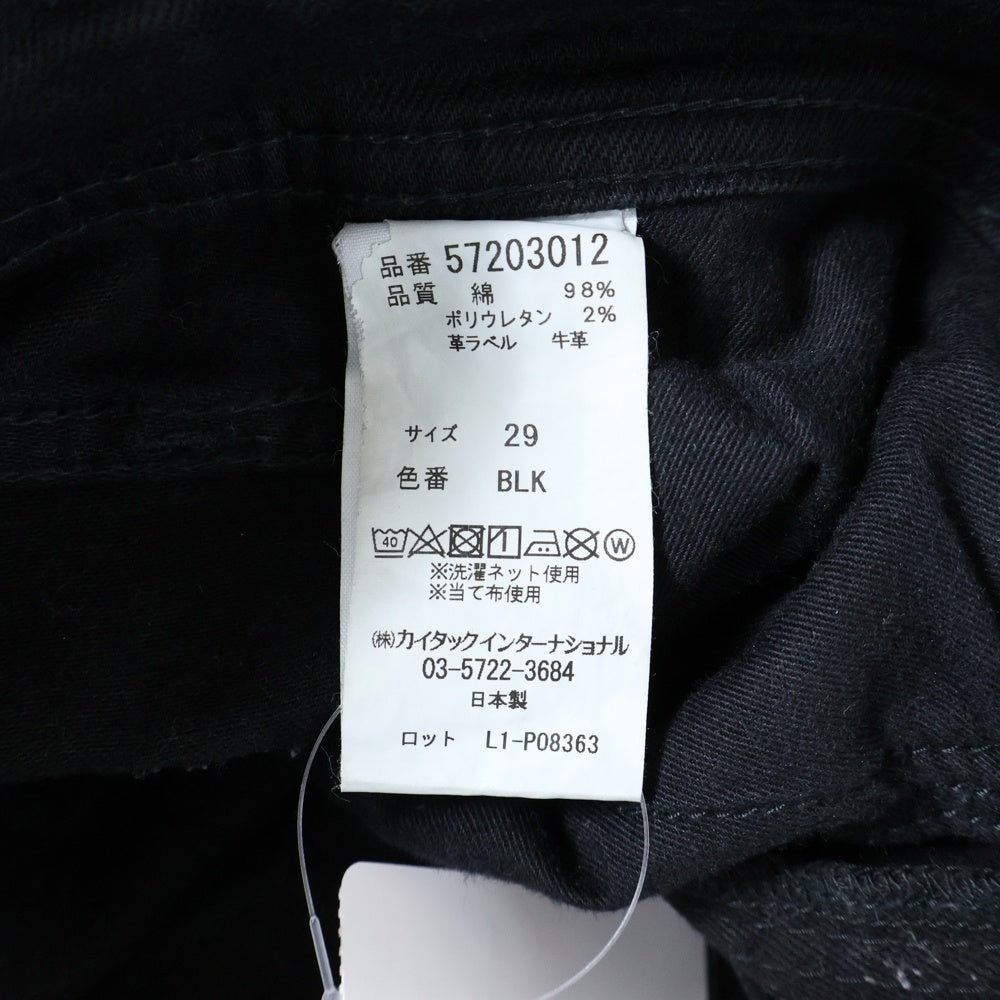 品番 57203012
品質 綿 98%
ポリウレタン 2%
革ラベル 牛革
サイズ 29
色番 BLK
40 W
※洗濯ネット使用
※当て布使用
㈱カイタックインターナショナル
03-5722-3684
日本製
ロット L1-P08363